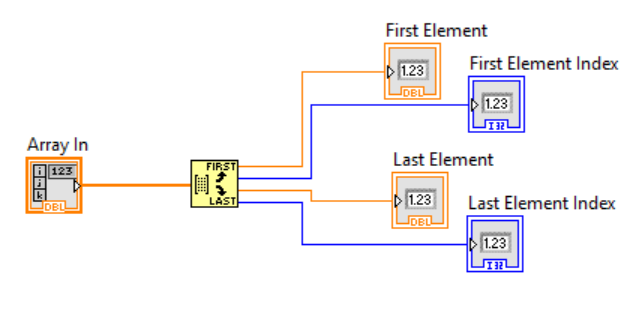 First Element
1.23
DBL
First Element Index
1.23
I32
Array In
i
j
k
123
DBL
FIRST
LAST
Last Element
1.23
DBL
Last Element Index
1.23
I32